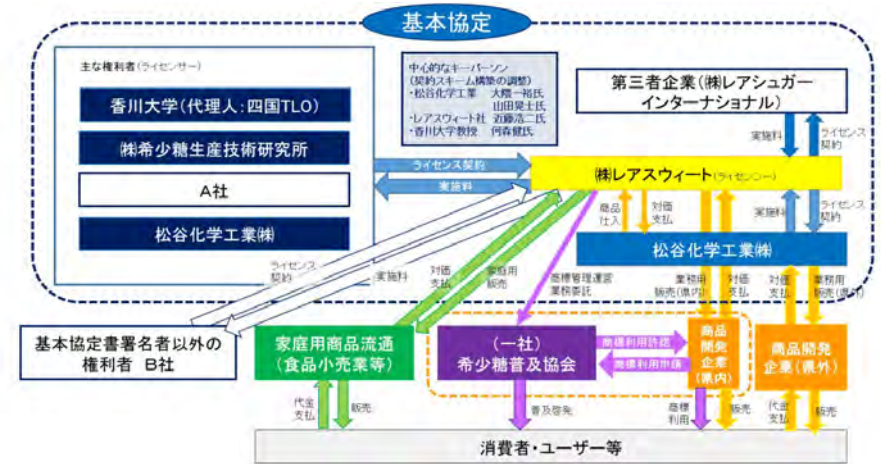 基本協定
主な権利者(ライセンサー)
香川大学(代理人:四国TLO)
㈱希少糖生産技術研究所
A社
松谷化学工業㈱
中心的なキーパーソン
(契約スキーム構築の調整)
・松谷化学工業 大隈一裕氏
山田晃士氏
・レアスウィート社 近藤浩二氏
・香川大学教授 何森健氏
第三者企業(㈱レアシュガー
インターナショナル)
実施料
ライセンス
契約
ライセンス契約
実施料
㈱レアスウィート(ライセンシー)
商品
仕入
対価
支払
実施料
ライセンス
契約
松谷化学工業㈱
ライセンス
契約
実施料
対価
支払
家庭用
販売
商標管理運営
業務委託
業務用
販売(県内)
対価
支払
対価
支払
業務用
販売(県外)
基本協定書署名者以外の
権利者 B社
家庭用商品流通
(食品小売業等)
(一社)
希少糖普及協会
商標利用許諾
商標利用申請
商品
開発
企業
(県内)
商品開発
企業(県外)
代金
支払
販売
普及啓発
商標
利用
販売
代金
支払
販売
消費者・ユーザー等